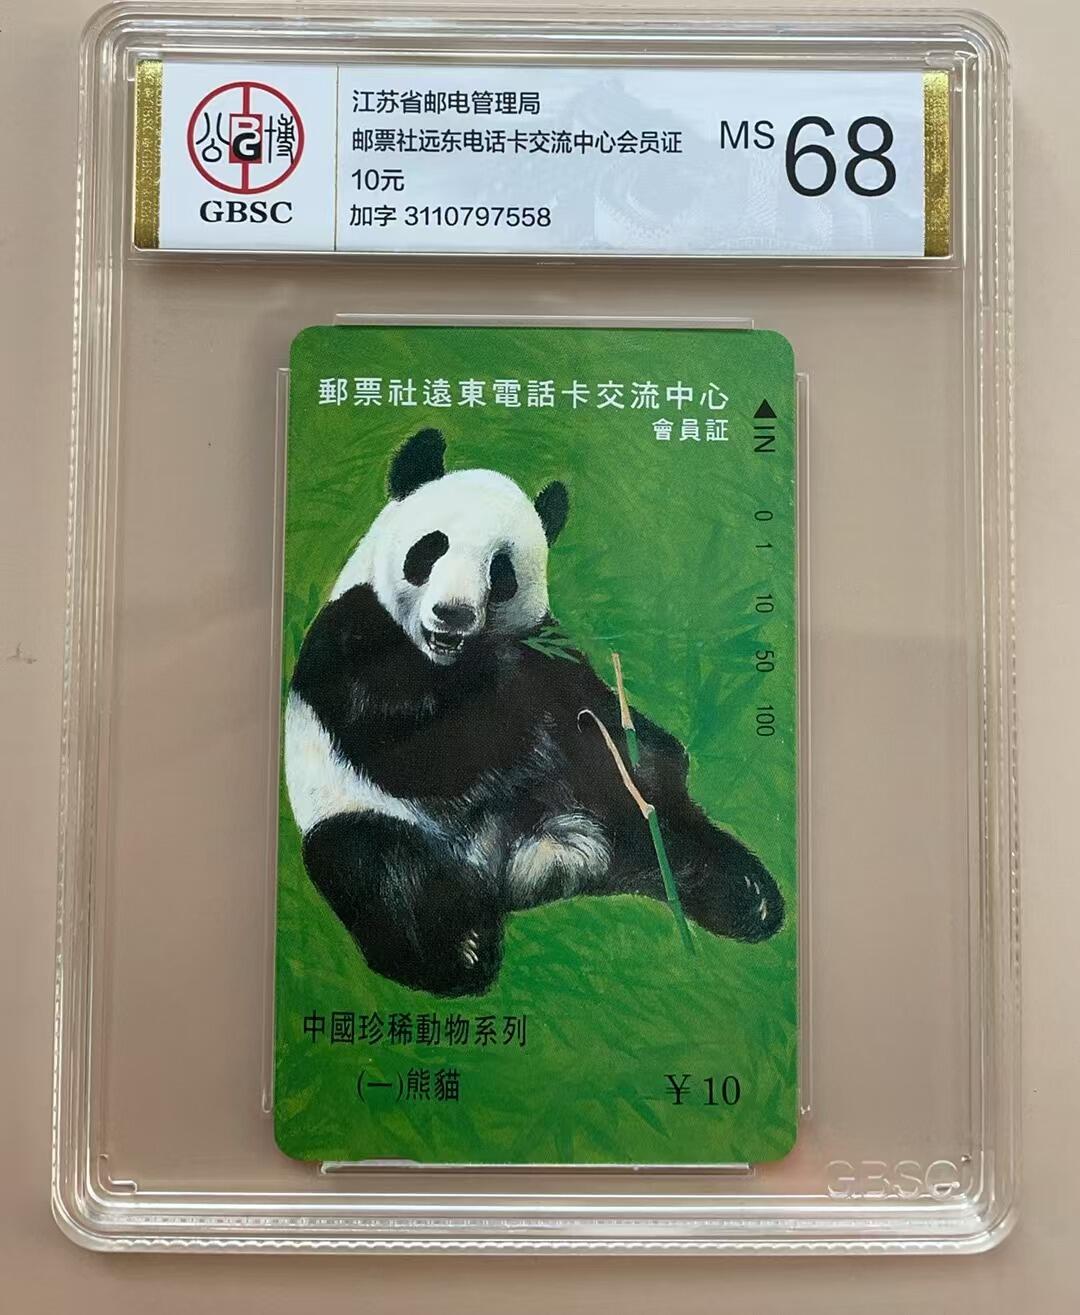 江苏省邮电管理局
邮票社远东电话卡交流中心会员证
10元
加字 3110797558
MS 68
公 BG 博
GBSC
郵票社遠東電話卡交流中心
會員証
◀IN 0 1 10 50 100
中國珍稀動物系列
(一)熊貓
¥10
GBSC